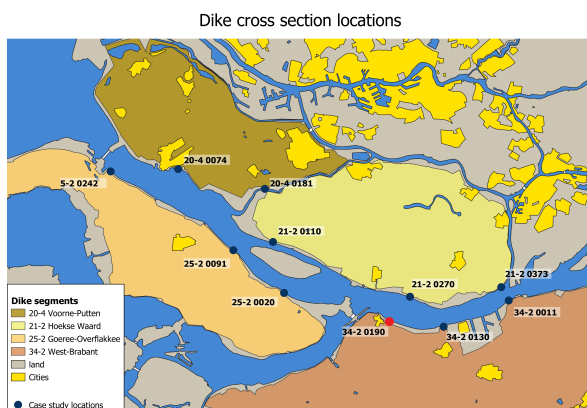 Dike cross section locations
20-4 0074
5-2 0242
20-4 0181
21-2 0110
25-2 0091
21-2 0373
21-2 0270
25-2 0020
34-2 0011
34-2 0190
34-2 0130
Dike segments
20-4 Voorne-Putten
21-2 Hoekse Waard
25-2 Goeree-Overflakkee
34-2 West-Brabant
land
Cities
Case study locations